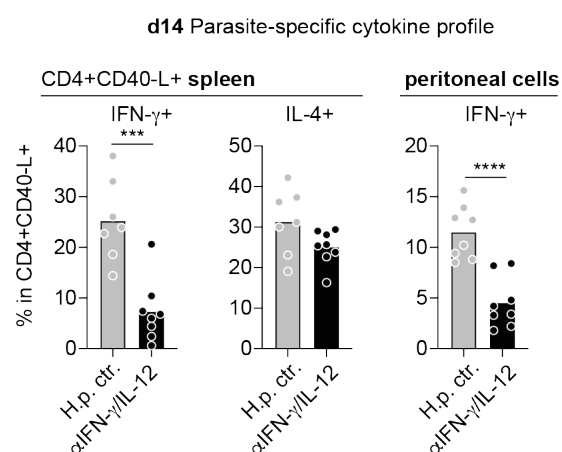 d14 Parasite-specific cytokine profile
CD4+CD40-L+ spleen
peritoneal cells
IFN-γ+
IL-4+
IFN-γ+
% in CD4+CD40-L+
40
30
20
10
0
***
H.p. ctr.
αIFN-γ/IL-12
50
40
30
20
10
0
H.p. ctr.
αIFN-γ/IL-12
20
15
10
5
0
****
H.p. ctr.
αIFN-γ/IL-12